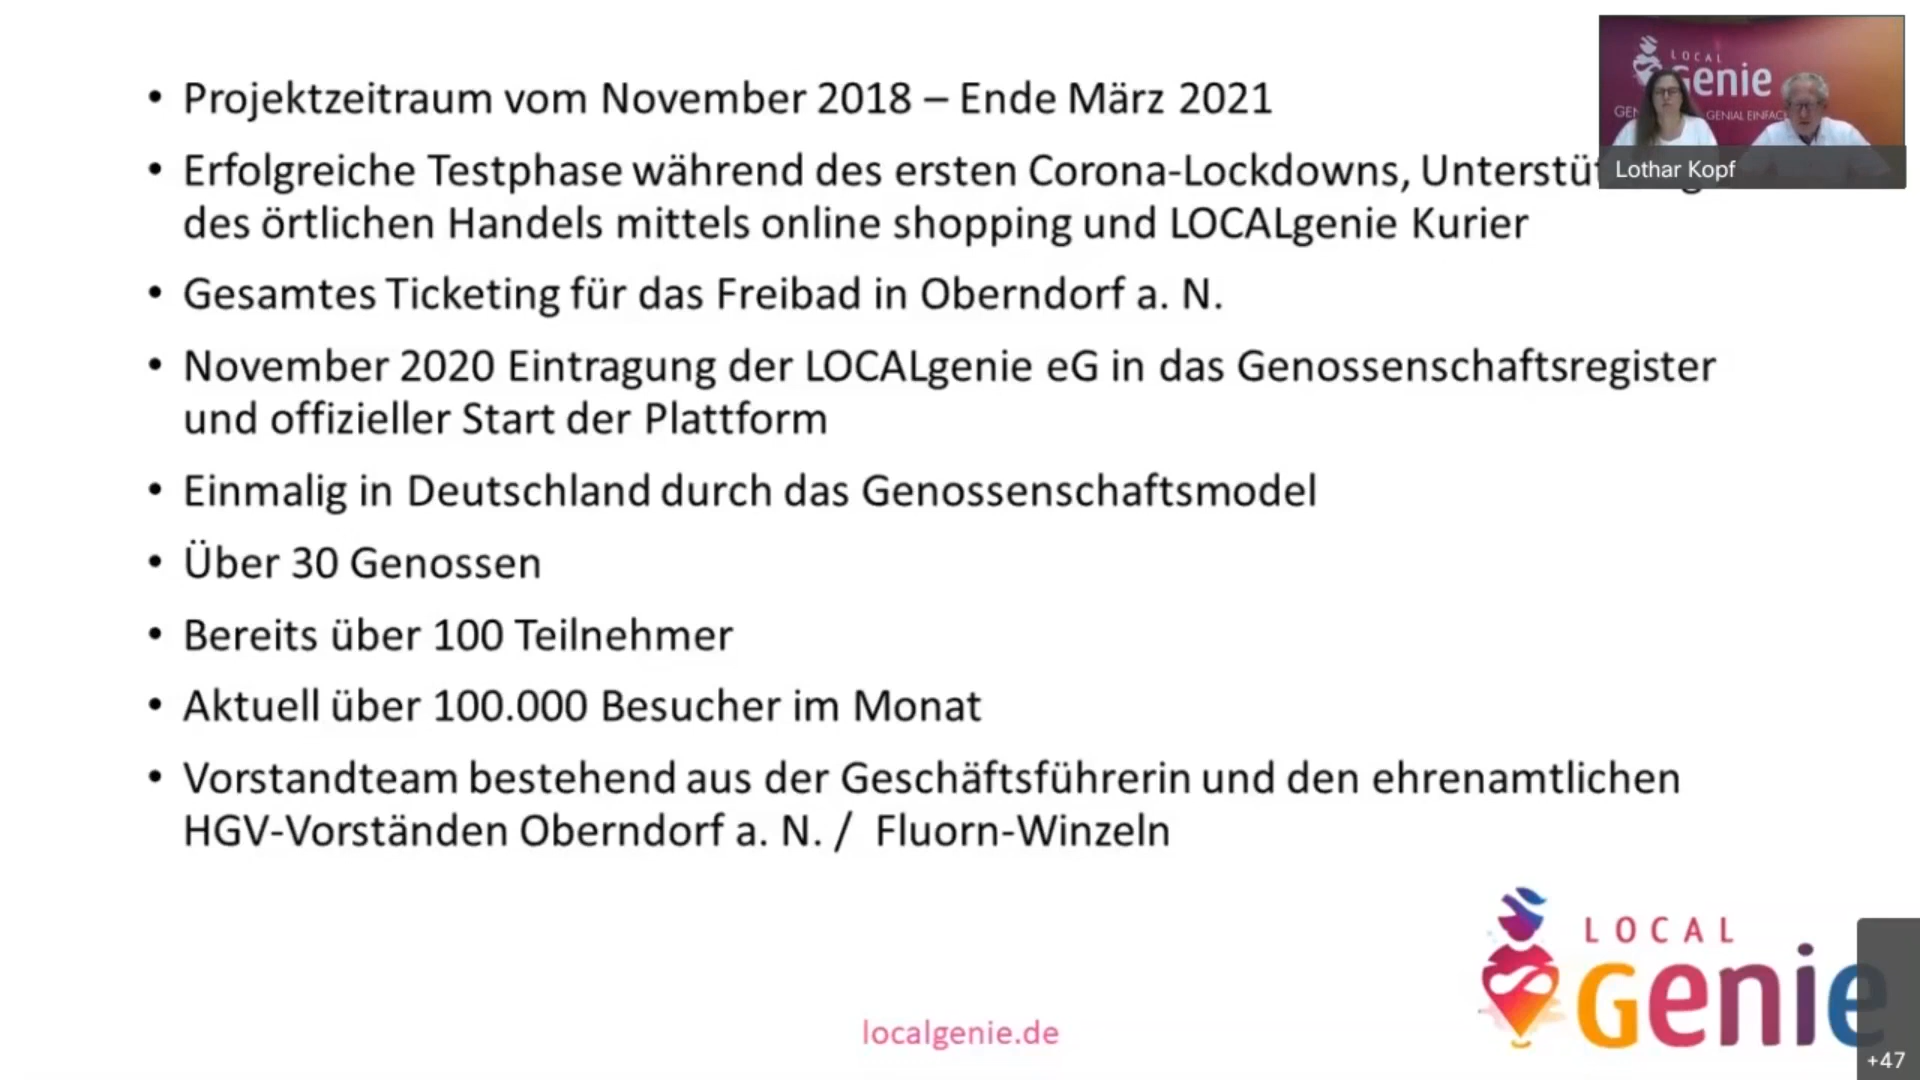 • Projektzeitraum vom November 2018 – Ende März 2021
• Erfolgreiche Testphase während des ersten Corona-Lockdowns,
des örtlichen Handels mittels online shopping und LOCALgenie Kurier
• Gesamtes Ticketing für das Freibad in Oberndorf a. N.
• November 2020 Eintragung der LOCALgenie eG in das Genossenschaftsregister
und offizieller Start der Plattform
• Einmalig in Deutschland durch das Genossenschaftsmodel
• Über 30 Genossen
• Bereits über 100 Teilnehmer
• Aktuell über 100.000 Besucher im Monat
• Vorstandteam bestehend aus der Geschäftsführerin und den ehrenamtlichen
HGV-Vorständen Oberndorf a. N. / Fluorn-Winzeln
LOCAL
Genie
GENIAL EINFACH
Lothar Kopf
LOCAL
Genie
localgenie.de
+47